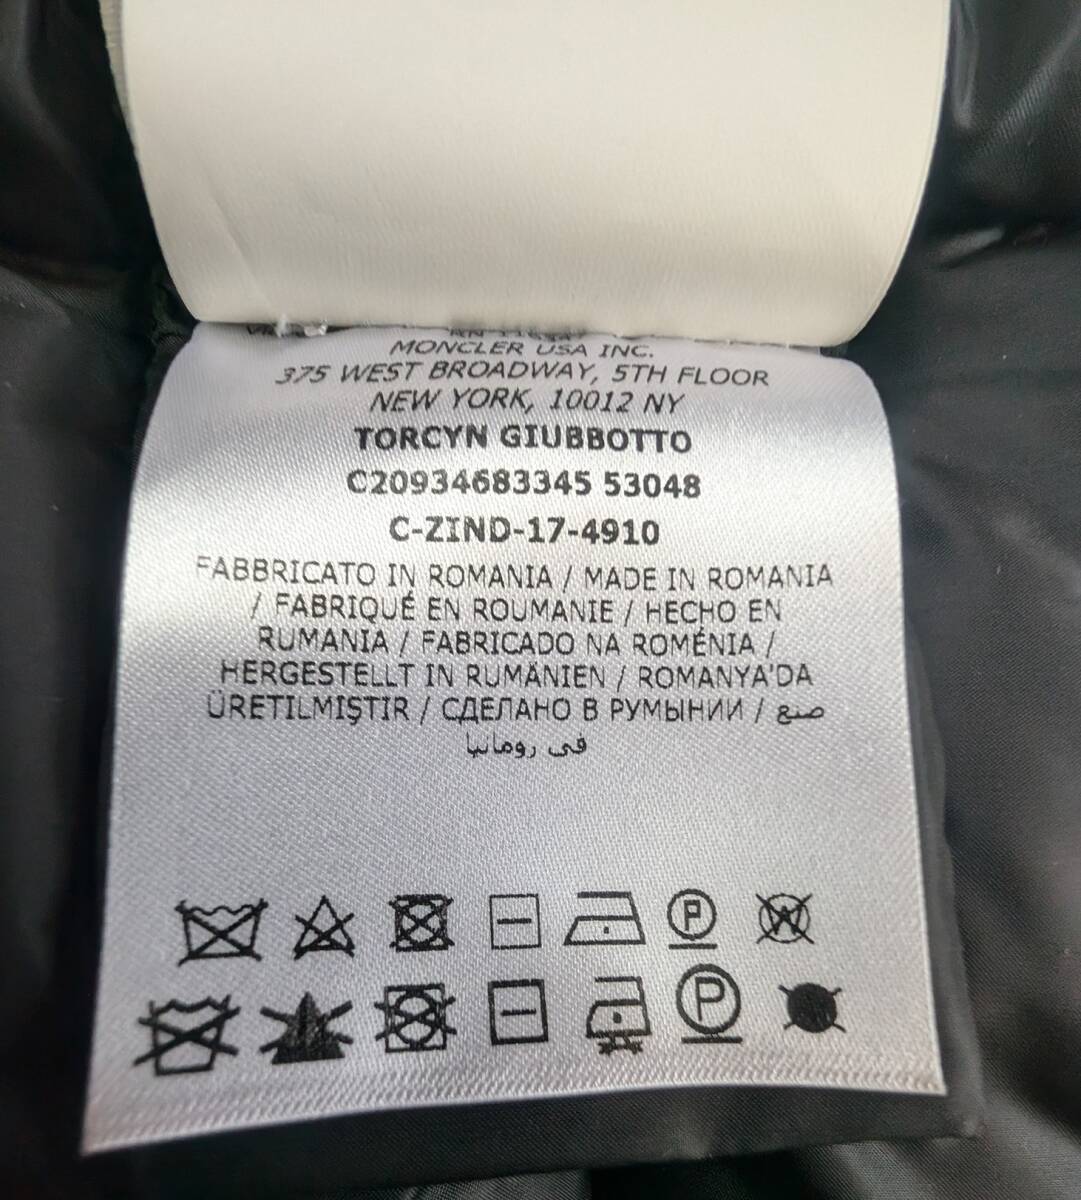 MONCLER USA INC.
375 WEST BROADWAY, 5TH FLOOR
NEW YORK, 10012 NY
TORCYN GIUBBOTTO
C20934683345 53048
C-ZIND-17-4910
FABBRICATO IN ROMANIA / MADE IN ROMANIA
/ FABRIQUÉ EN ROUMANIE / HECHO EN
RUMANIA / FABRICADO NA ROMÉNIA /
HERGESTELLT IN RUMÄNIEN / ROMANYA'DA
ÜRETILMIŞTIR / СДЕЛАНО В РУМЫНИИ / صنع
في رومانيا
P W
P